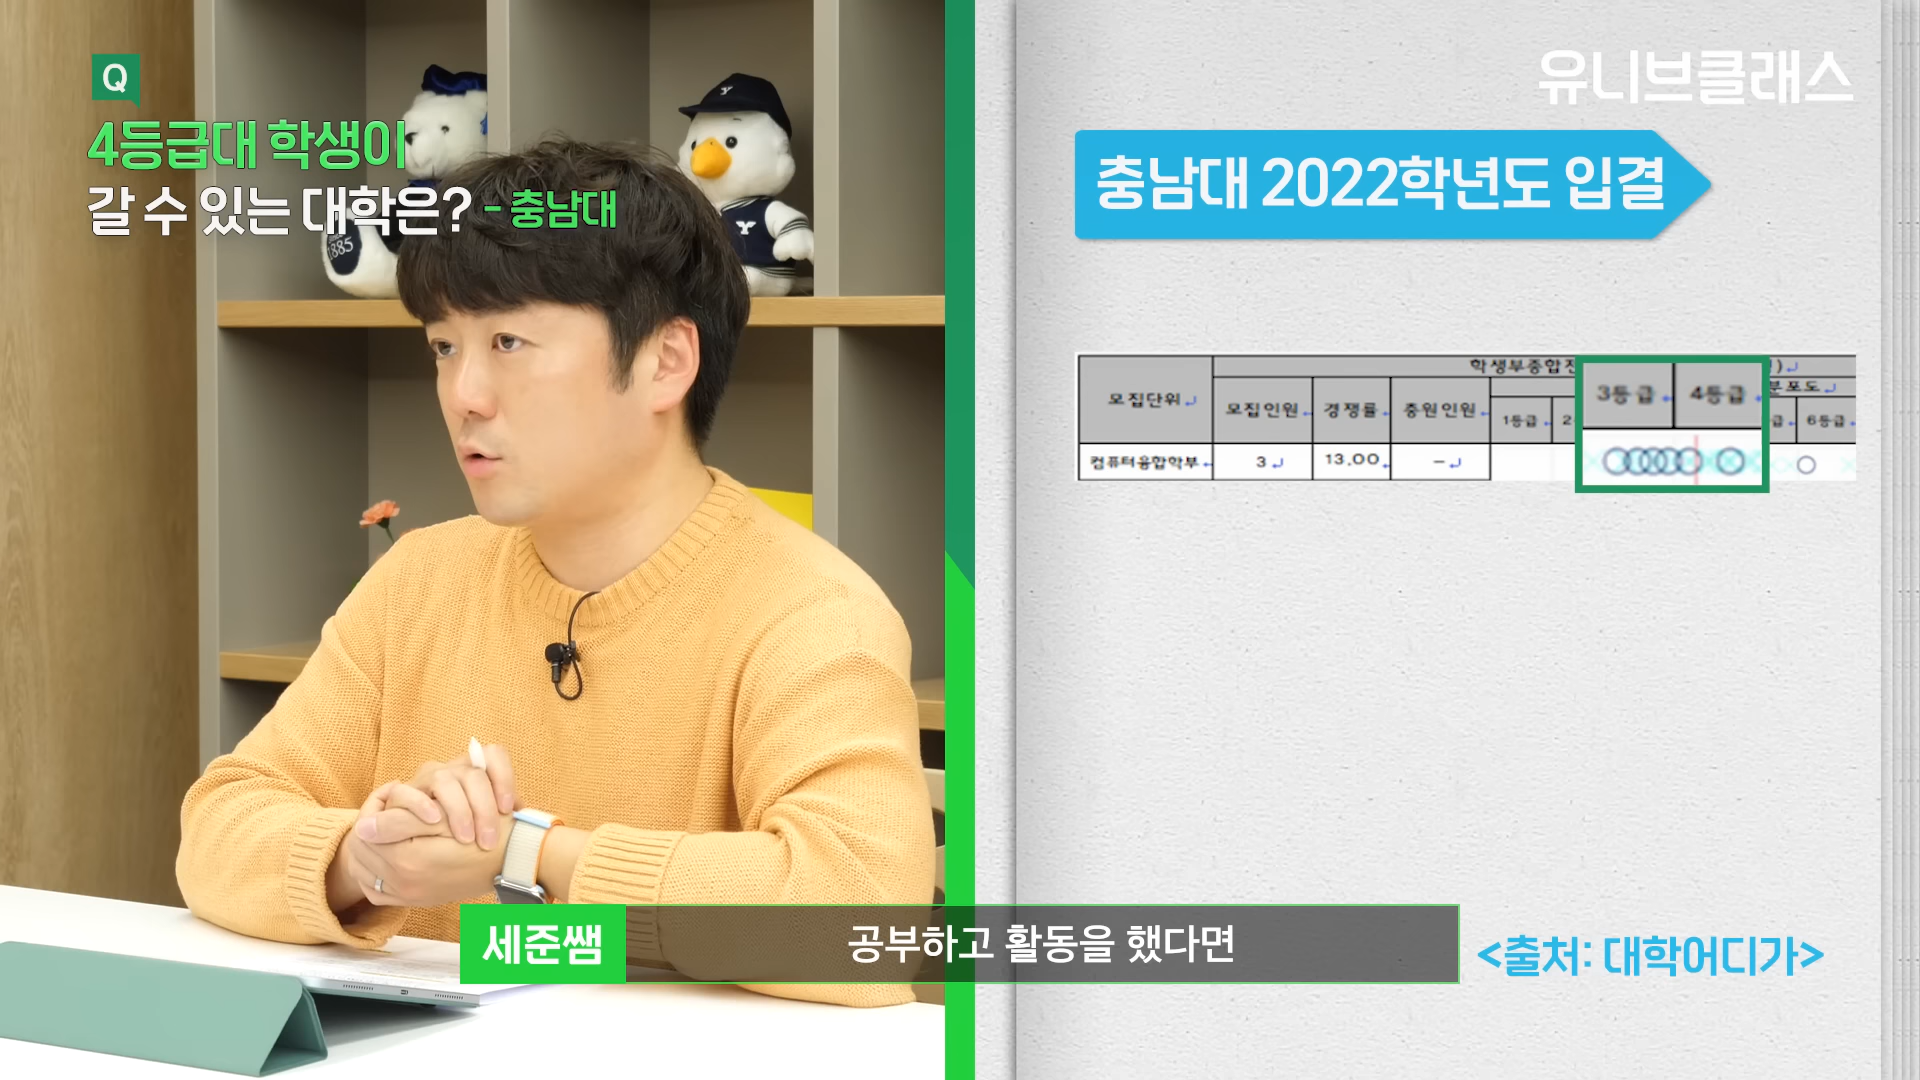 Q
4등급대 학생이
갈 수 있는 대학은? - 충남대
1885
Y
Y
유니브클래스
충남대 2022학년도 입결
모집단위
모집인원
경쟁률
충원인원
1등급
3등급
4등급
분포도
6등급
컴퓨터융합학부
3
13.00
-
세준쌤
공부하고 활동을 했다면
<출처: 대학어디가>